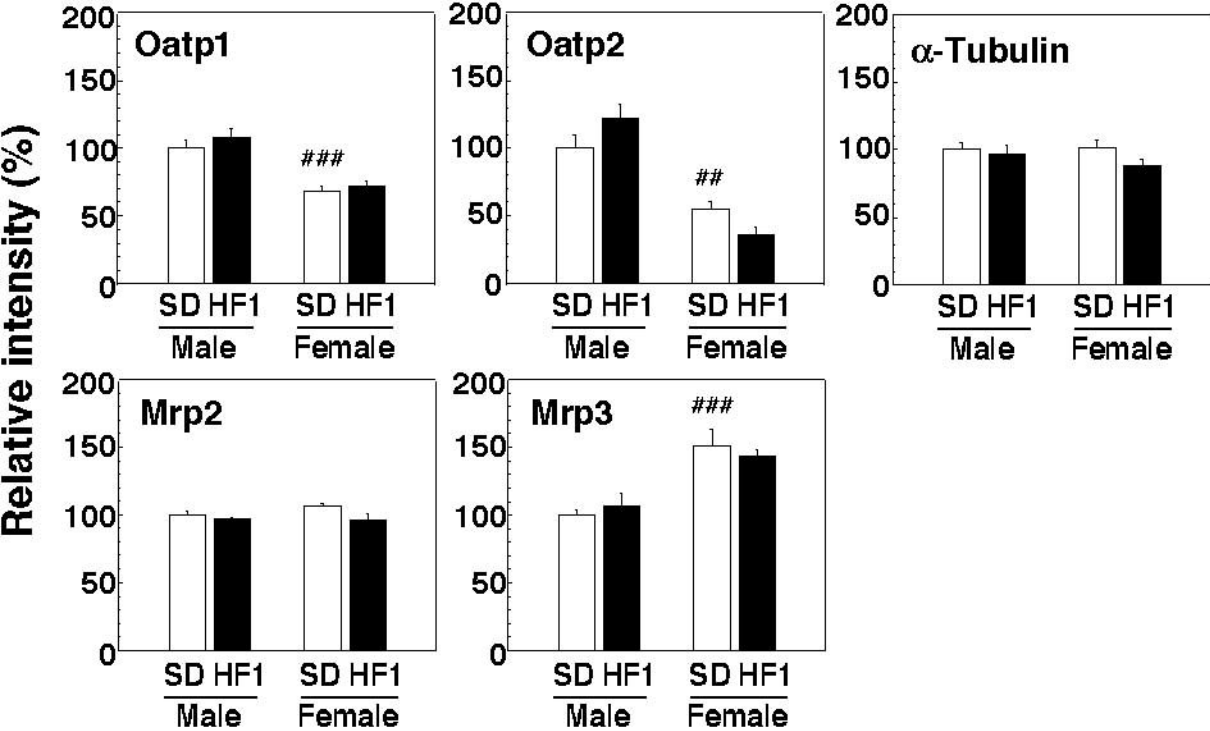 Relative intensity (%)
Oatp1
200
150
100
50
0
SD HF1
Male
SD HF1
Female
Oatp2
200
150
100
50
0
SD HF1
Male
SD HF1
Female
α-Tubulin
200
150
100
50
0
SD HF1
Male
SD HF1
Female
Mrp2
200
150
100
50
0
SD HF1
Male
SD HF1
Female
Mrp3
200
150
100
50
0
SD HF1
Male
SD HF1
Female
###
##
###